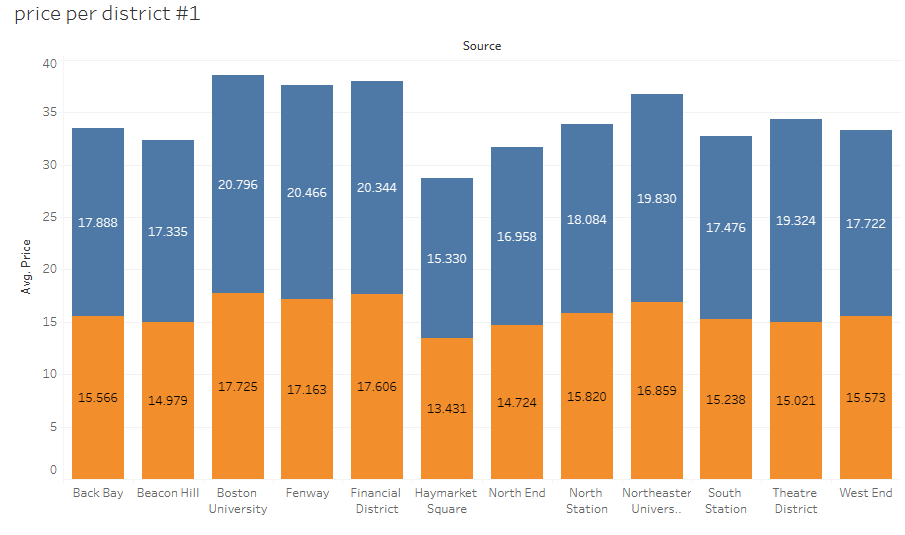 price per district #1
Source
40
35
30
25
20
15
10
5
0
Avg. Price
17.888
17.335
20.796
20.466
20.344
15.330
16.958
18.084
19.830
17.476
19.324
17.722
15.566
14.979
17.725
17.163
17.606
13.431
14.724
15.820
16.859
15.238
15.021
15.573
Back Bay
Beacon Hill
Boston
University
Fenway
Financial
District
Haymarket
Square
North End
North
Station
Northeaster
Univers..
South
Station
Theatre
District
West End